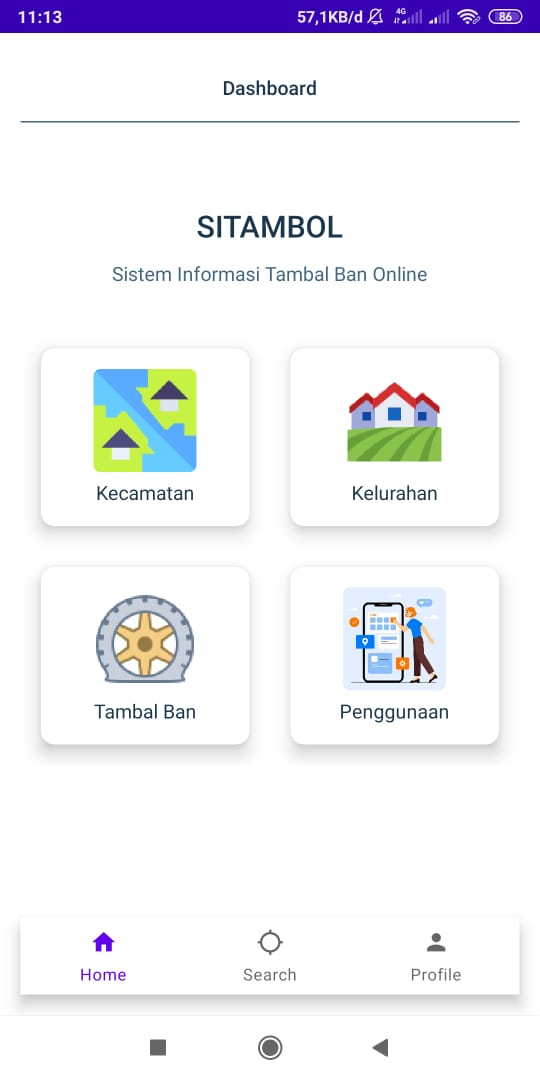 11:13 57,1KB/d 4G 86
Dashboard
SITAMBOL
Sistem Informasi Tambal Ban Online
Kecamatan Kelurahan
Tambal Ban Penggunaan
Home Search Profile